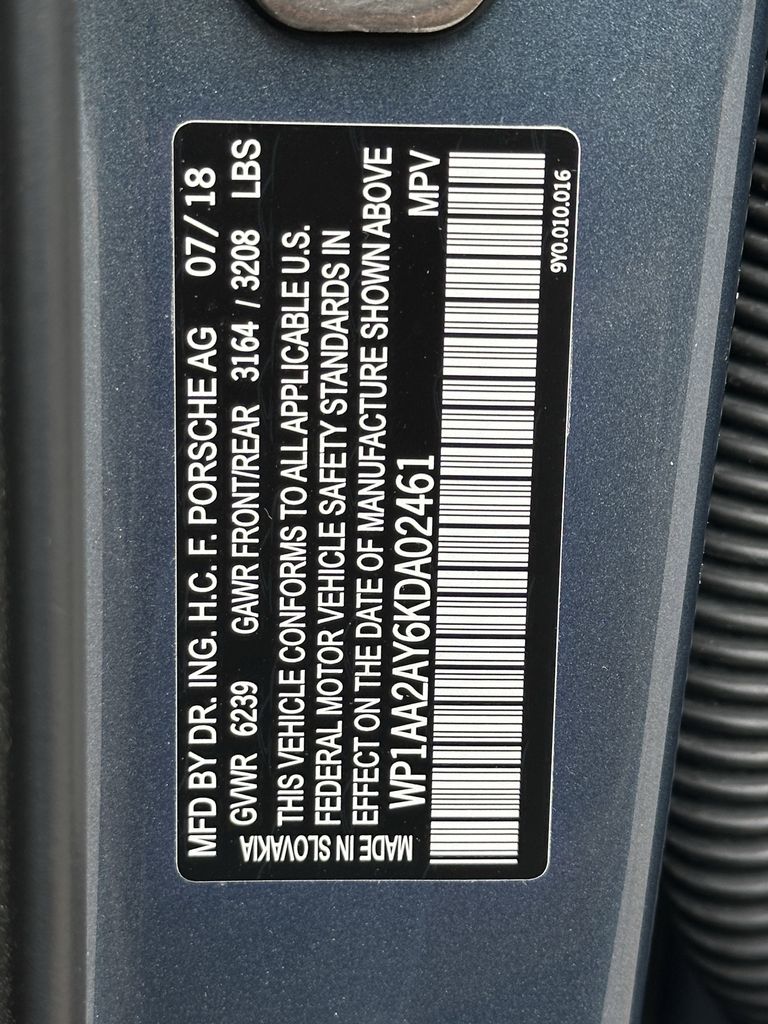 MFD BY DR. ING. H.C. F. PORSCHE AG 07/18
GVWR 6239 GAWR FRONT/REAR 3164 / 3208 LBS
THIS VEHICLE CONFORMS TO ALL APPLICABLE U.S.
FEDERAL MOTOR VEHICLE SAFETY STANDARDS IN
EFFECT ON THE DATE OF MANUFACTURE SHOWN ABOVE
WP1AA2AY6KDA02461 MPV
MADE IN SLOVAKIA
9Y0.010.016